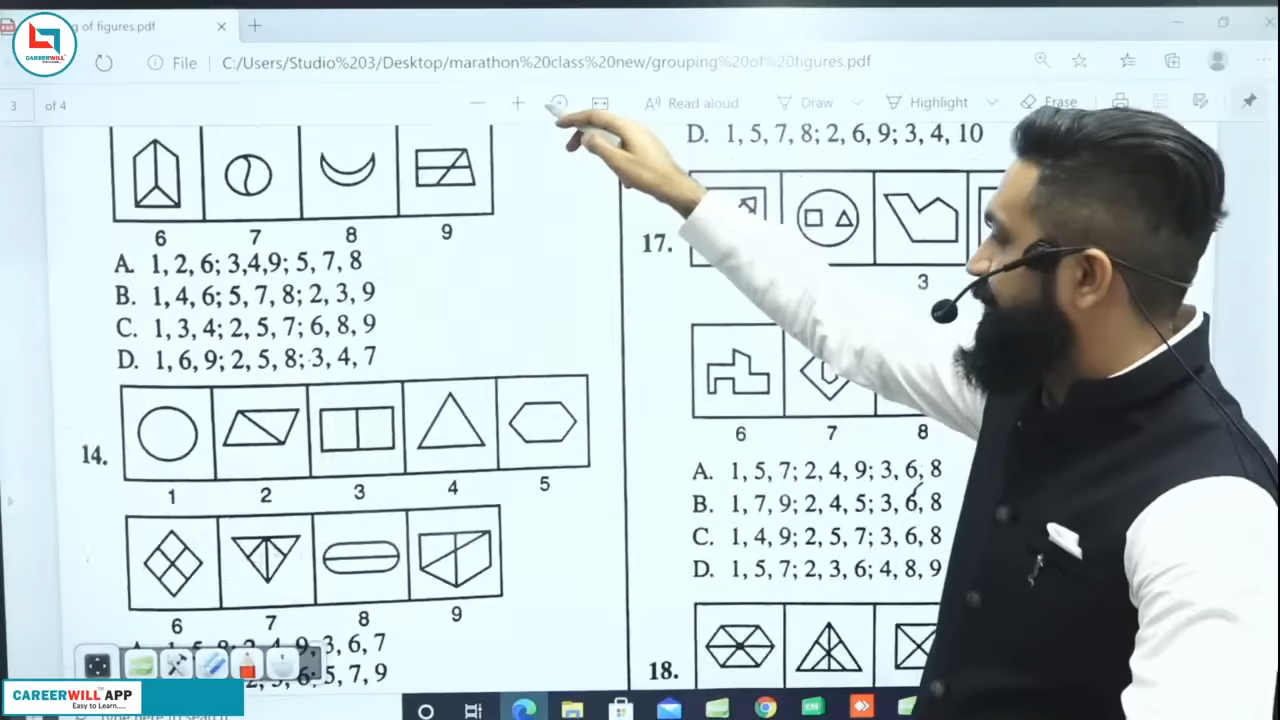 g of figures.pdf
CAREERWILL
File C:/Users/Studio%203/Desktop/marathon%20class%20new/grouping%20of%20figures.pdf
3 of 4
Read aloud Draw Highlight Erase
6 7 8 9
A. 1, 2, 6; 3,4,9; 5, 7, 8
B. 1, 4, 6; 5, 7, 8; 2, 3, 9
C. 1, 3, 4; 2, 5, 7; 6, 8, 9
D. 1, 6, 9; 2, 5, 8; 3, 4, 7
14.
1 2 3 4 5
6 7 8 9
3, 6, 7
5, 7, 9
D. 1, 5, 7, 8; 2, 6, 9; 3, 4, 10
17.
3
6 7 8
A. 1, 5, 7; 2, 4, 9; 3, 6, 8
B. 1, 7, 9; 2, 4, 5; 3, 6, 8
C. 1, 4, 9; 2, 5, 7; 3, 6, 8
D. 1, 5, 7; 2, 3, 6; 4, 8, 9
18.
CAREERWILL APP
Easy to Learn.....
Type here to search